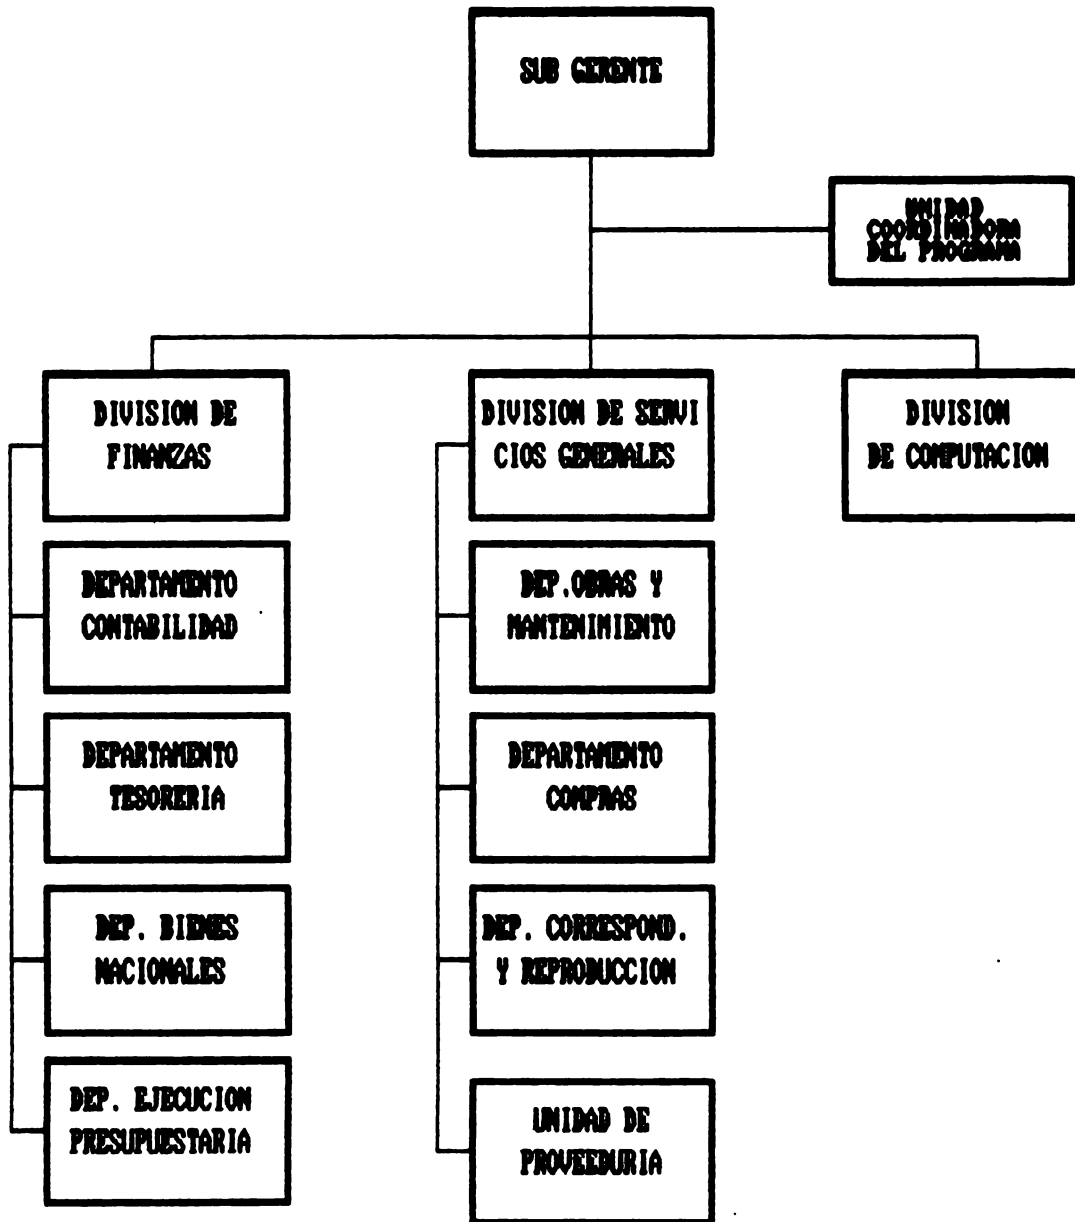 SUB GERENTE
UNIDAD
COORDINADORA
DEL PROGRAMA
DIVISION DE
FINANZAS
DIVISION DE SERVI
CIOS GENERALES
DIVISION
DE COMPUTACION
DEPARTAMENTO
CONTABILIDAD
DEP.OBRAS Y
MANTENIMIENTO
DEPARTAMENTO
TESORERIA
DEPARTAMENTO
COMPRAS
DEP. BIENES
NACIONALES
DEP. CORRESPOND.
Y REPRODUCCION
DEP. EJECUCION
PRESUPUESTARIA
UNIDAD DE
PROVEEDURIA